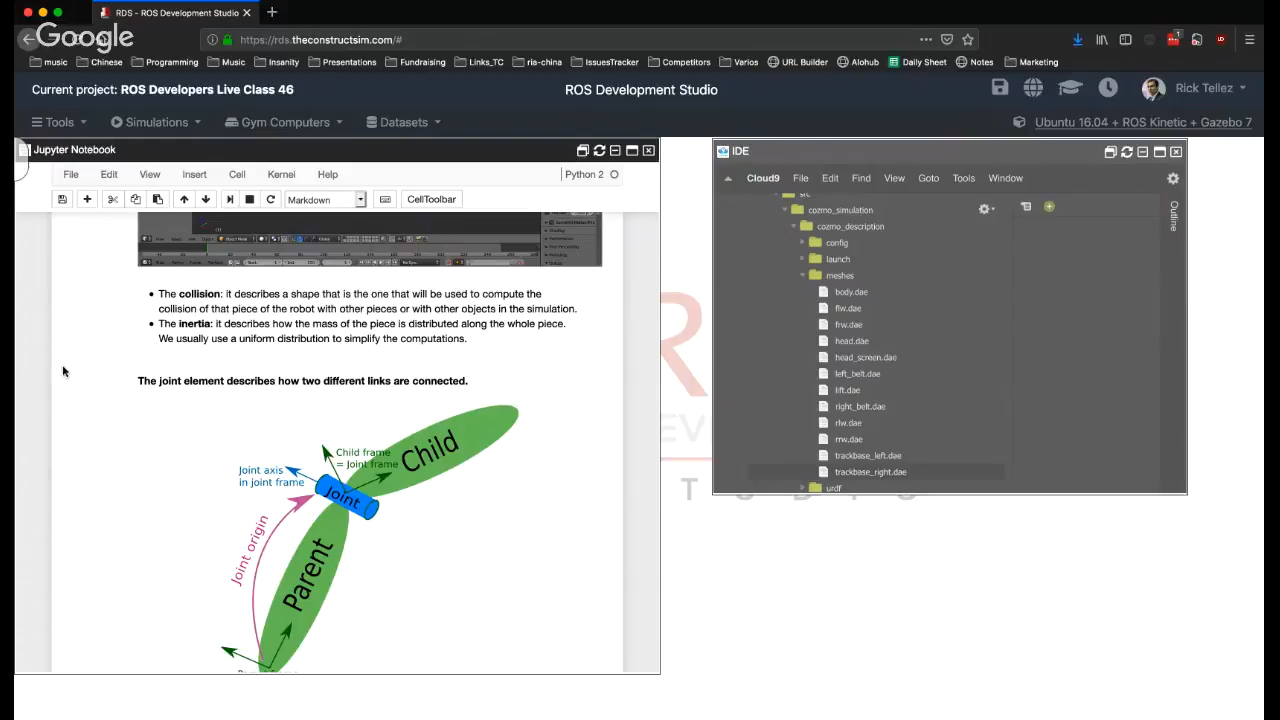 RDS - ROS Development Studio
Google
https://rds.theconstructsim.com/#
music
Chinese
Programming
Music
Insanity
Presentations
Fundraising
Links_TC
ria-china
IssuesTracker
Competitors
Varios
URL Builder
Alohub
Daily Sheet
Notes
Marketing
Current project: ROS Developers Live Class 46
ROS Development Studio
Rick Tellez
Tools
Simulations
Gym Computers
Datasets
Ubuntu 16.04 + ROS Kinetic + Gazebo 7
Jupyter Notebook
File Edit View Insert Cell Kernel Help
Python 2
Markdown
CellToolbar
The collision: it describes a shape that is the one that will be used to compute the
collision of that piece of the robot with other pieces or with other objects in the simulation.
The inertia: it describes how the mass of the piece is distributed along the whole piece.
We usually use a uniform distribution to simplify the computations.
The joint element describes how two different links are connected.
Child frame
= Joint frame
Child
Joint axis
in joint frame
Joint
Joint origin
Parent
IDE
Cloud9 File Edit Find View Goto Tools Window
Outline
src
cozmo_simulation
cozmo_description
config
launch
meshes
body.dae
flw.dae
frw.dae
head.dae
head_screen.dae
left_belt.dae
lift.dae
right_belt.dae
rlw.dae
rrw.dae
trackbase_left.dae
trackbase_right.dae
urdf
R
EV
T U D I O